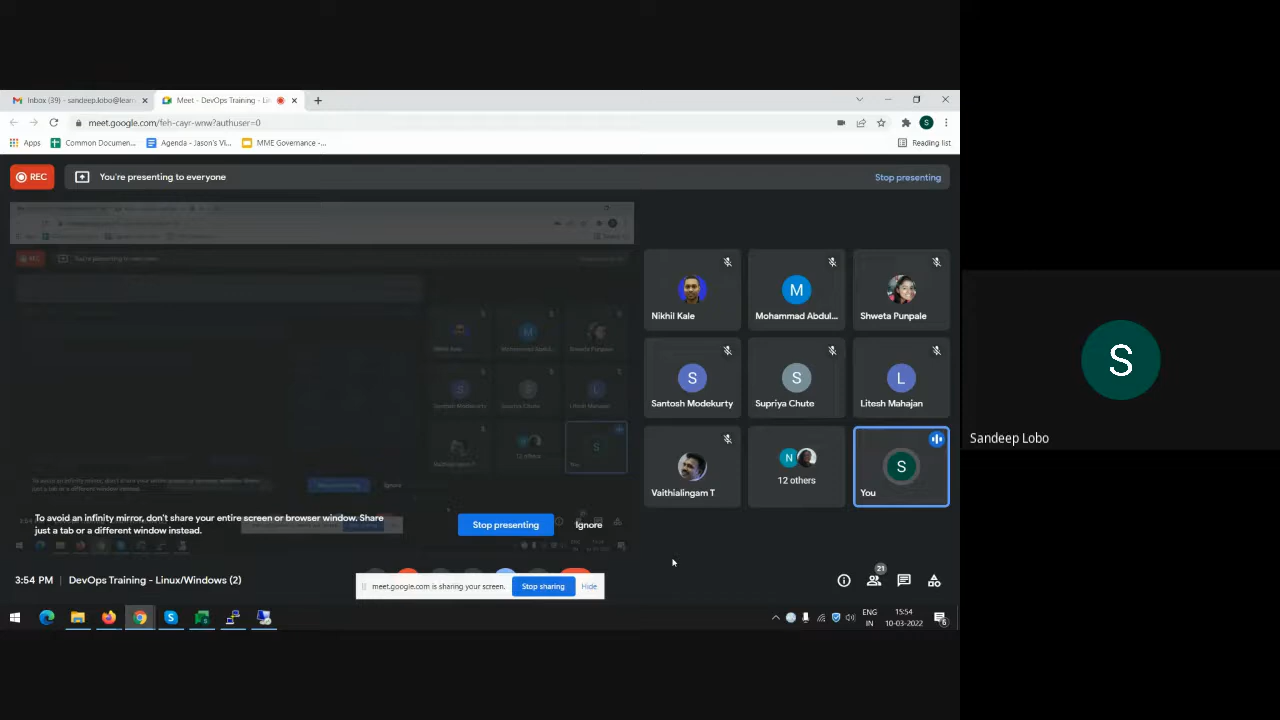 Inbox (39) - sandeep.lobo@lean
Meet - DevOps Training - Lin
meet.google.com/feh-cayr-wnw?authuser=0
S
Apps
Common Documen...
Agenda - Jason's Vi...
MME Governance -...
Reading list
REC
You're presenting to everyone
Stop presenting
Nikhil Kale
M
Mohammad Abdul...
Shweta Punpale
S
Santosh Modekurty
S
Supriya Chute
L
Litesh Mahajan
Vaithialingam T
N
12 others
S
You
S
Sandeep Lobo
To avoid an infinity mirror, don't share your entire screen or browser window. Share
just a tab or a different window instead.
Stop presenting
Ignore
3:54 PM | DevOps Training - Linux/Windows (2)
meet.google.com is sharing your screen.
Stop sharing
Hide
21
ENG
IN
15:54
10-03-2022
6